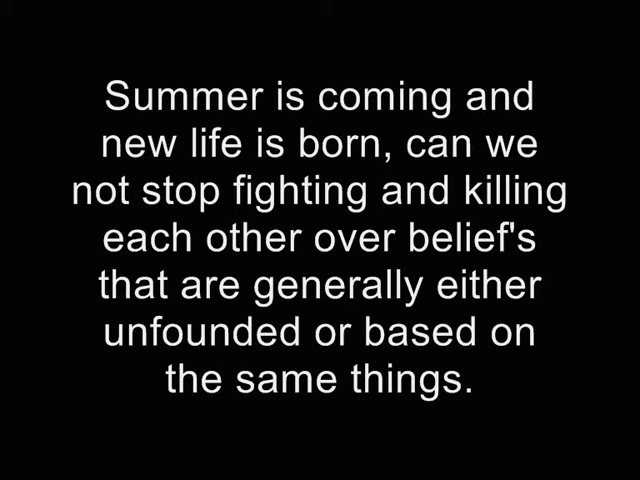 Summer is coming and
new life is born, can we
not stop fighting and killing
each other over belief's
that are generally either
unfounded or based on
the same things.